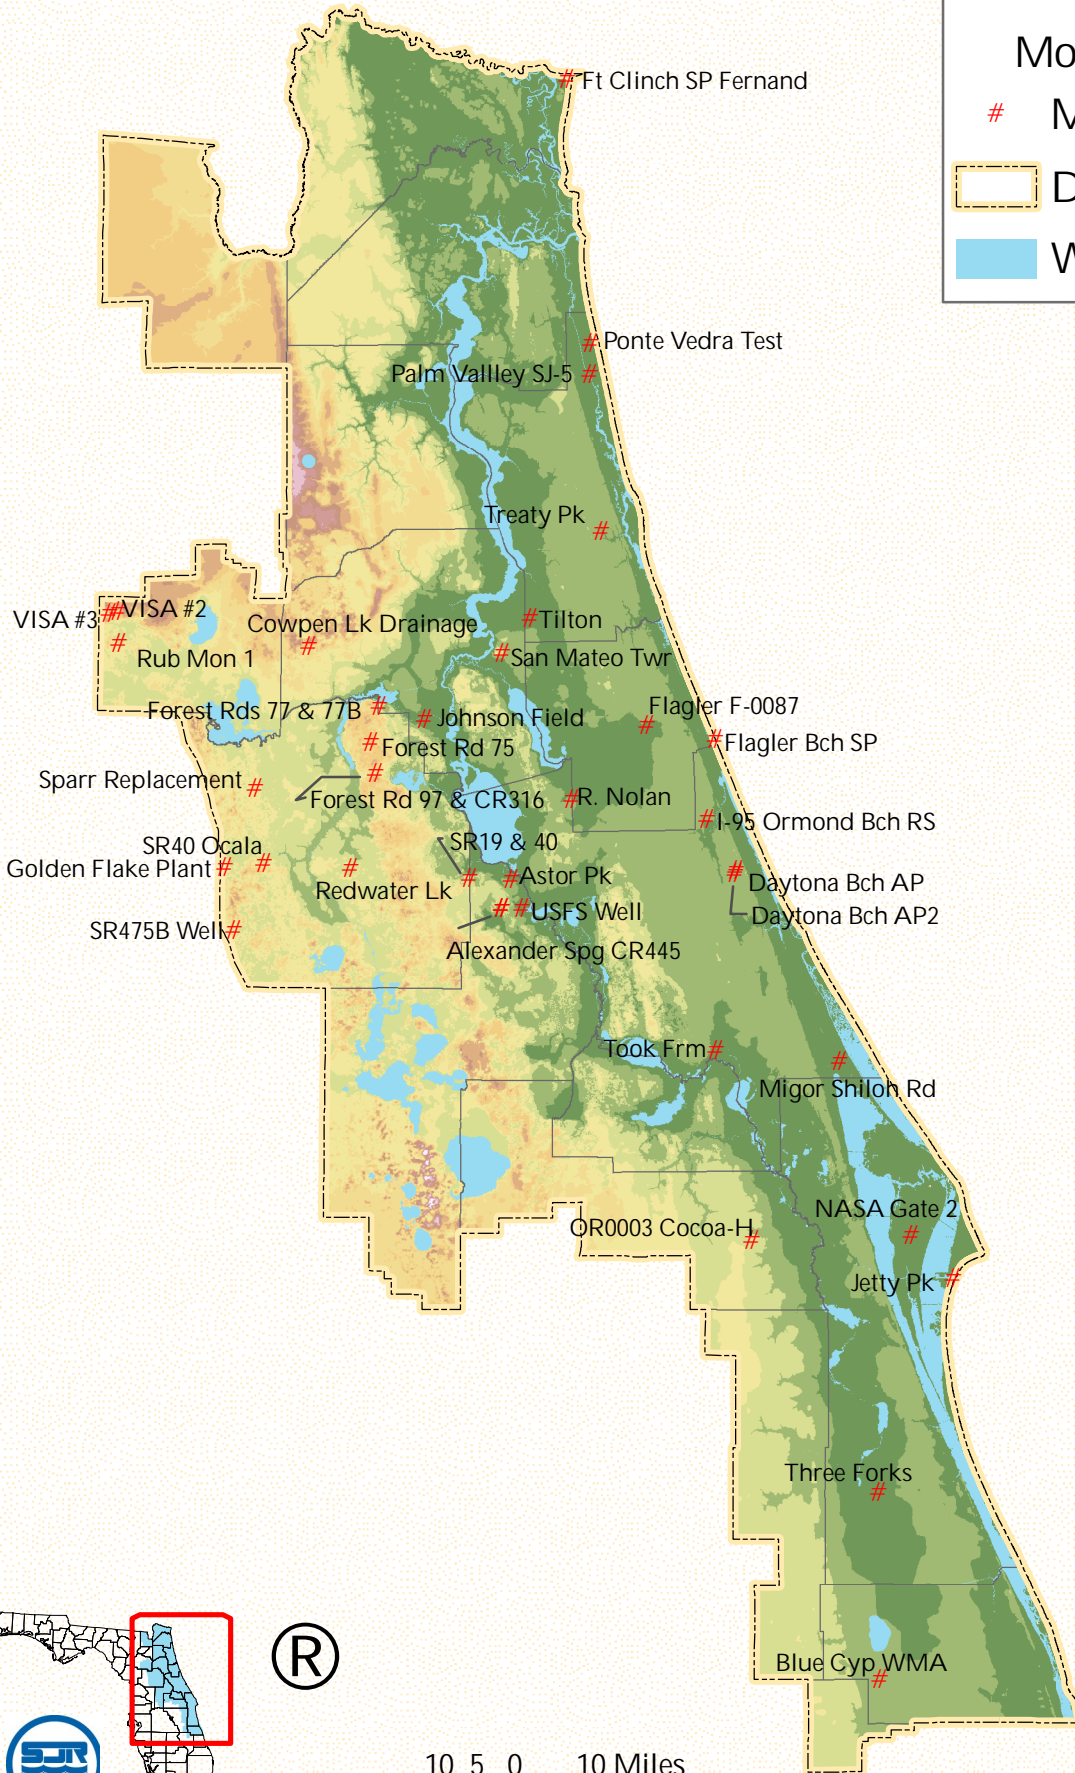 Mo
Ft Clinch SP Fernand
# M
D
W
Ponte Vedra Test
Palm Vallley SJ-5
Treaty Pk
VISA #3
VISA #2
Cowpen Lk Drainage
Tilton
Rub Mon 1
San Mateo Twr
Forest Rds 77 & 77B
Johnson Field
Flagler F-0087
Forest Rd 75
Flagler Bch SP
Sparr Replacement
Forest Rd 97 & CR316
R. Nolan
I-95 Ormond Bch RS
SR40 Ocala
SR19 & 40
Golden Flake Plant
Redwater Lk
Astor Pk
Daytona Bch AP
USFS Well
Daytona Bch AP2
SR475B Well
Alexander Spg CR445
Took Frm
Migor Shiloh Rd
NASA Gate 2
OR0003 Cocoa-H
Jetty Pk
Three Forks
Blue Cyp WMA
®
SJR
10 5 0 10 Miles